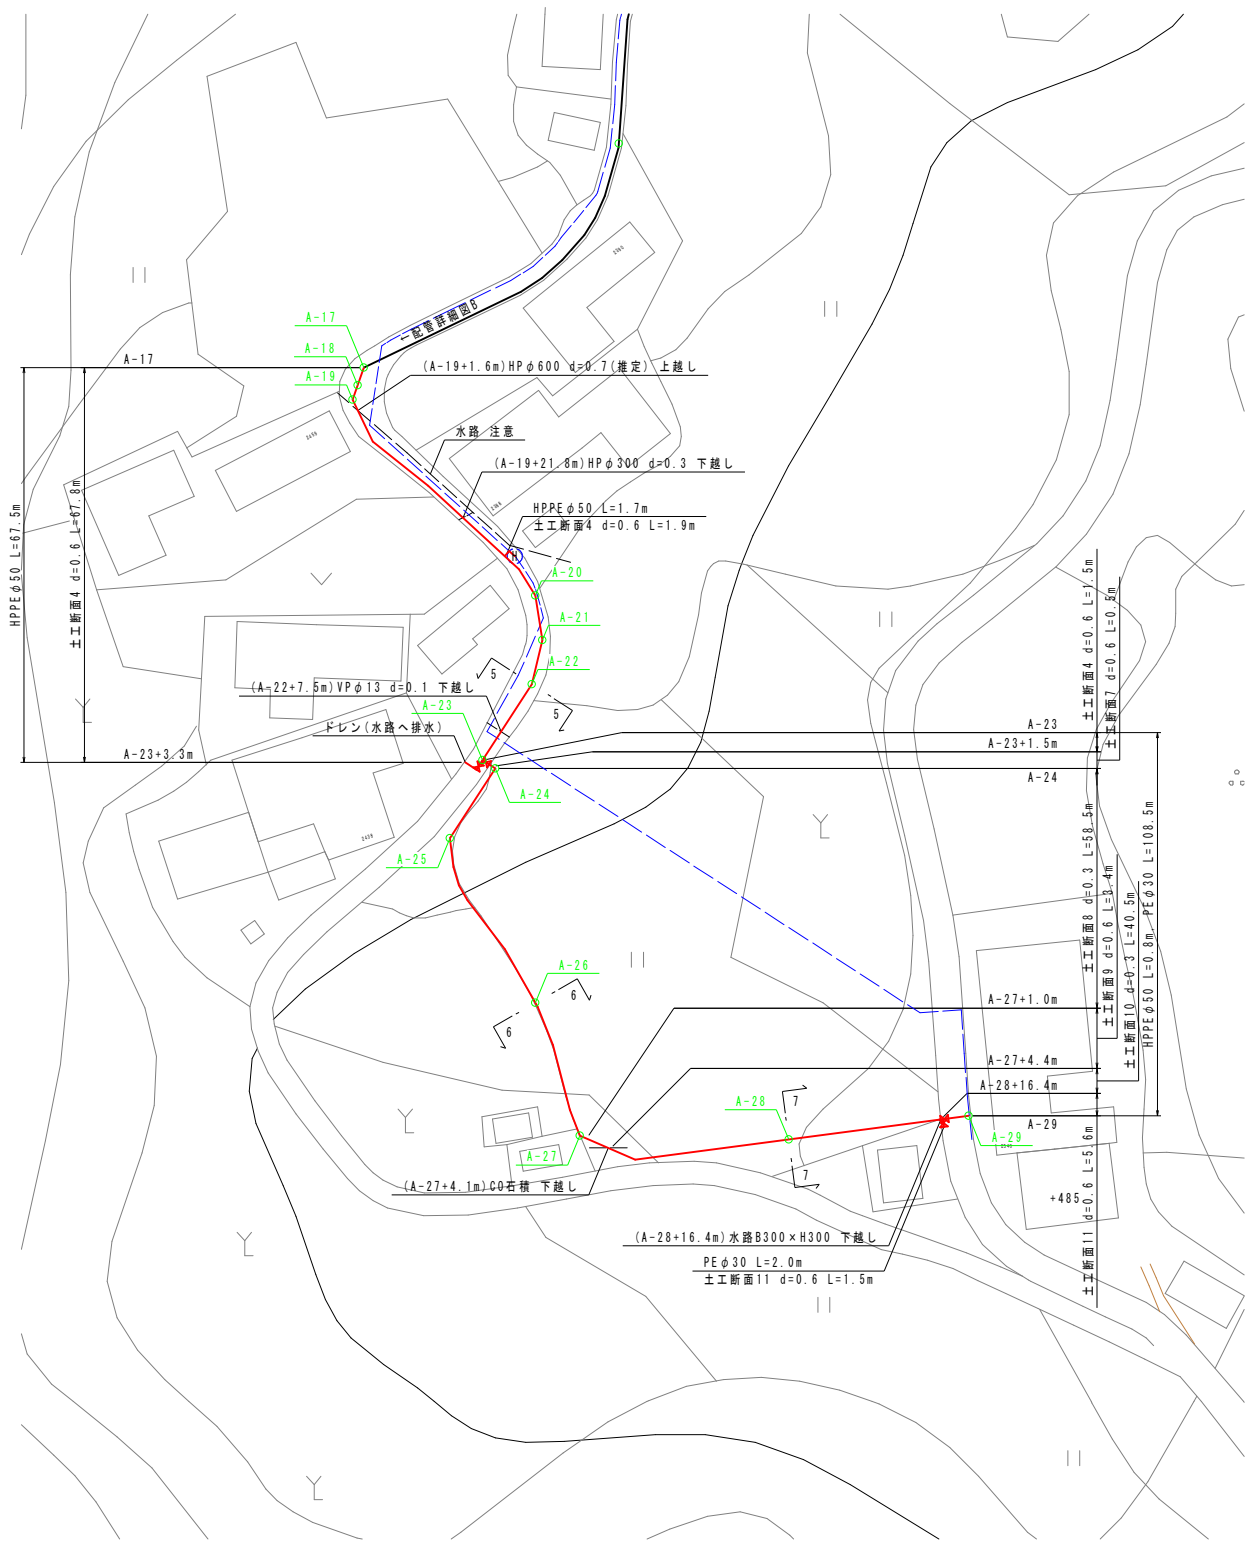 ←配管詳細図B
A-17
A-18
A-19
A-17
(A-19+1.6m)HPφ600 d=0.7(推定) 上越し
水路 注意
(A-19+21.8m)HPφ300 d=0.3 下越し
HPPEφ50 L=1.7m
土工断面4 d=0.6 L=1.9m
H
A-20
A-21
A-22
5
5
(A-22+7.5m)VPφ13 d=0.1 下越し
A-23
ドレン(水路へ排水)
A-23+3.3m
HPPEφ50 L=67.5m
土工断面4 d=0.6 L=67.8m
A-23
A-23+1.5m
A-24
A-24
A-25
土工断面4 d=0.6 L=1.5m
土工断面7 d=0.6 L=0.5m
土工断面8 d=0.3 L=58.5m
土工断面9 d=0.6 L=3.4m
土工断面10 d=0.3 L=40.5m
HPPEφ50 L=0.8m PEφ30 L=108.5m
A-26
6
6
A-27+1.0m
A-27+4.4m
A-28+16.4m
A-29
A-28
7
A-29
A-27
7
(A-27+4.1m)CO石積 下越し
+485
土工断面11 d=0.6 L=5.6m
(A-28+16.4m)水路B300×H300 下越し
PEφ30 L=2.0m
土工断面11 d=0.6 L=1.5m